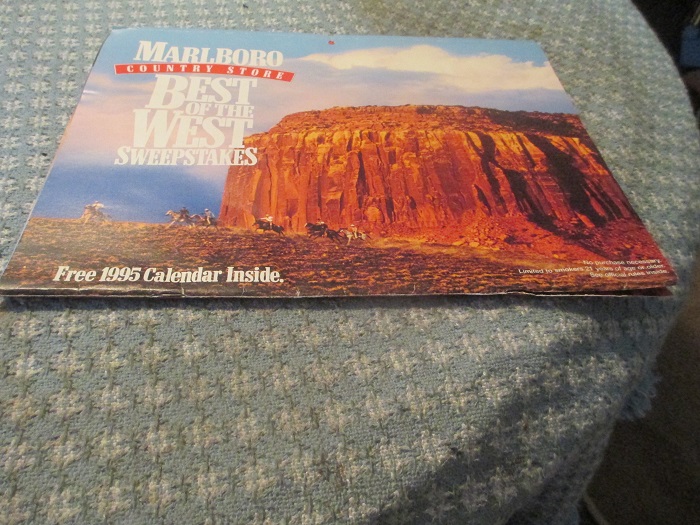 MARLBORO
COUNTRY STORE
BEST
OF THE
WEST
SWEEPSTAKES
Free 1995 Calendar Inside.
No purchase necessary.
Limited to smokers 21 years of age or older.
See official rules inside.